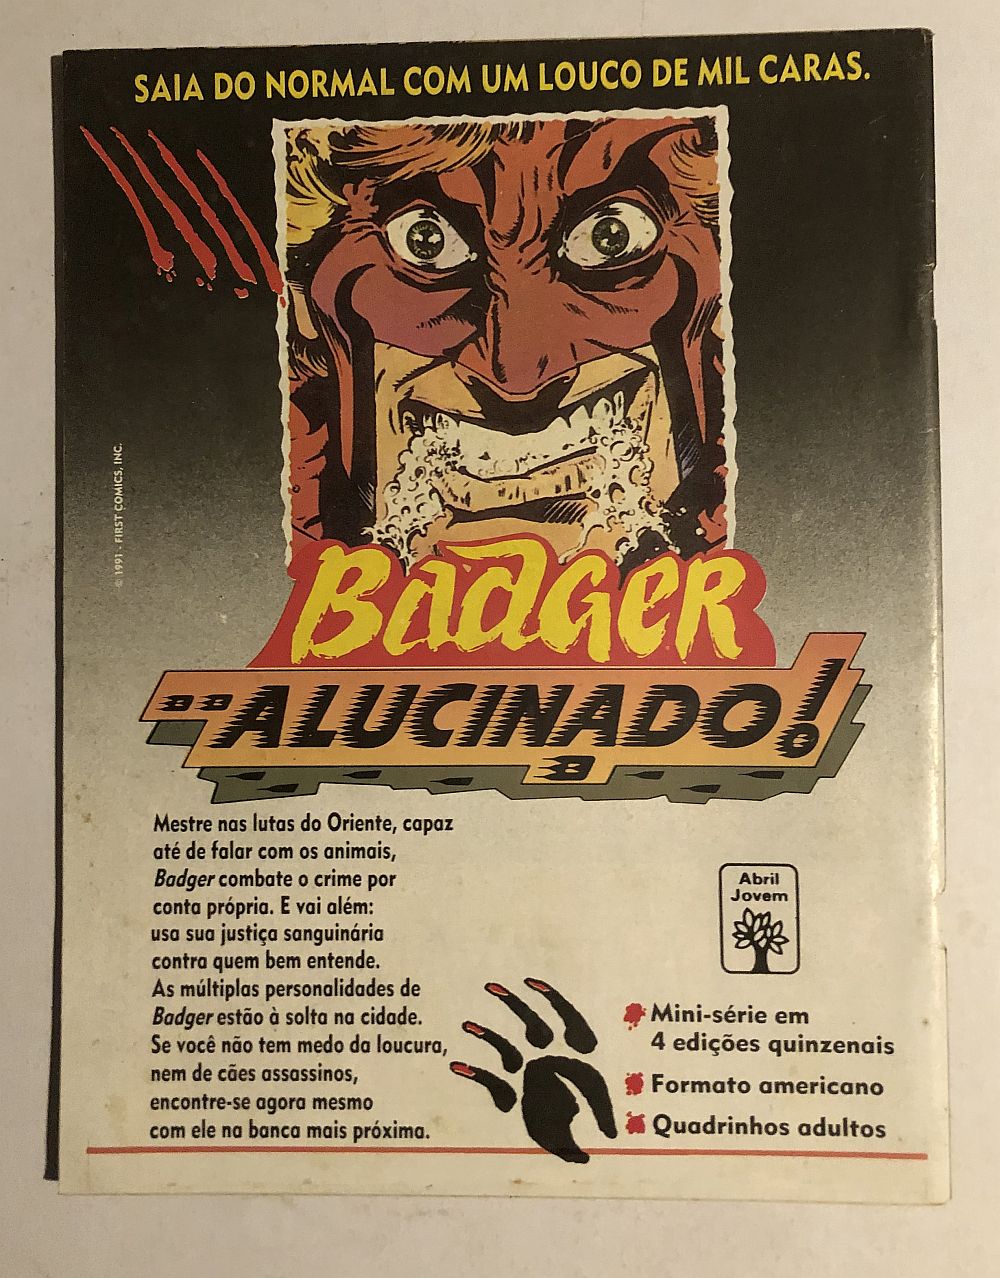 SAIA DO NORMAL COM UM LOUCO DE MIL CARAS.
© 1991 - FIRST COMICS, INC.
BADGER
ALUCINADO!
Mestre nas lutas do Oriente, capaz
até de falar com os animais,
Badger combate o crime por
conta própria. E vai além:
usa sua justiça sanguinária
contra quem bem entende.
As múltiplas personalidades de
Badger estão à solta na cidade.
Se você não tem medo da loucura,
nem de cães assassinos,
encontre-se agora mesmo
com ele na banca mais próxima.
Abril
Jovem
Mini-série em
4 edições quinzenais
Formato americano
Quadrinhos adultos